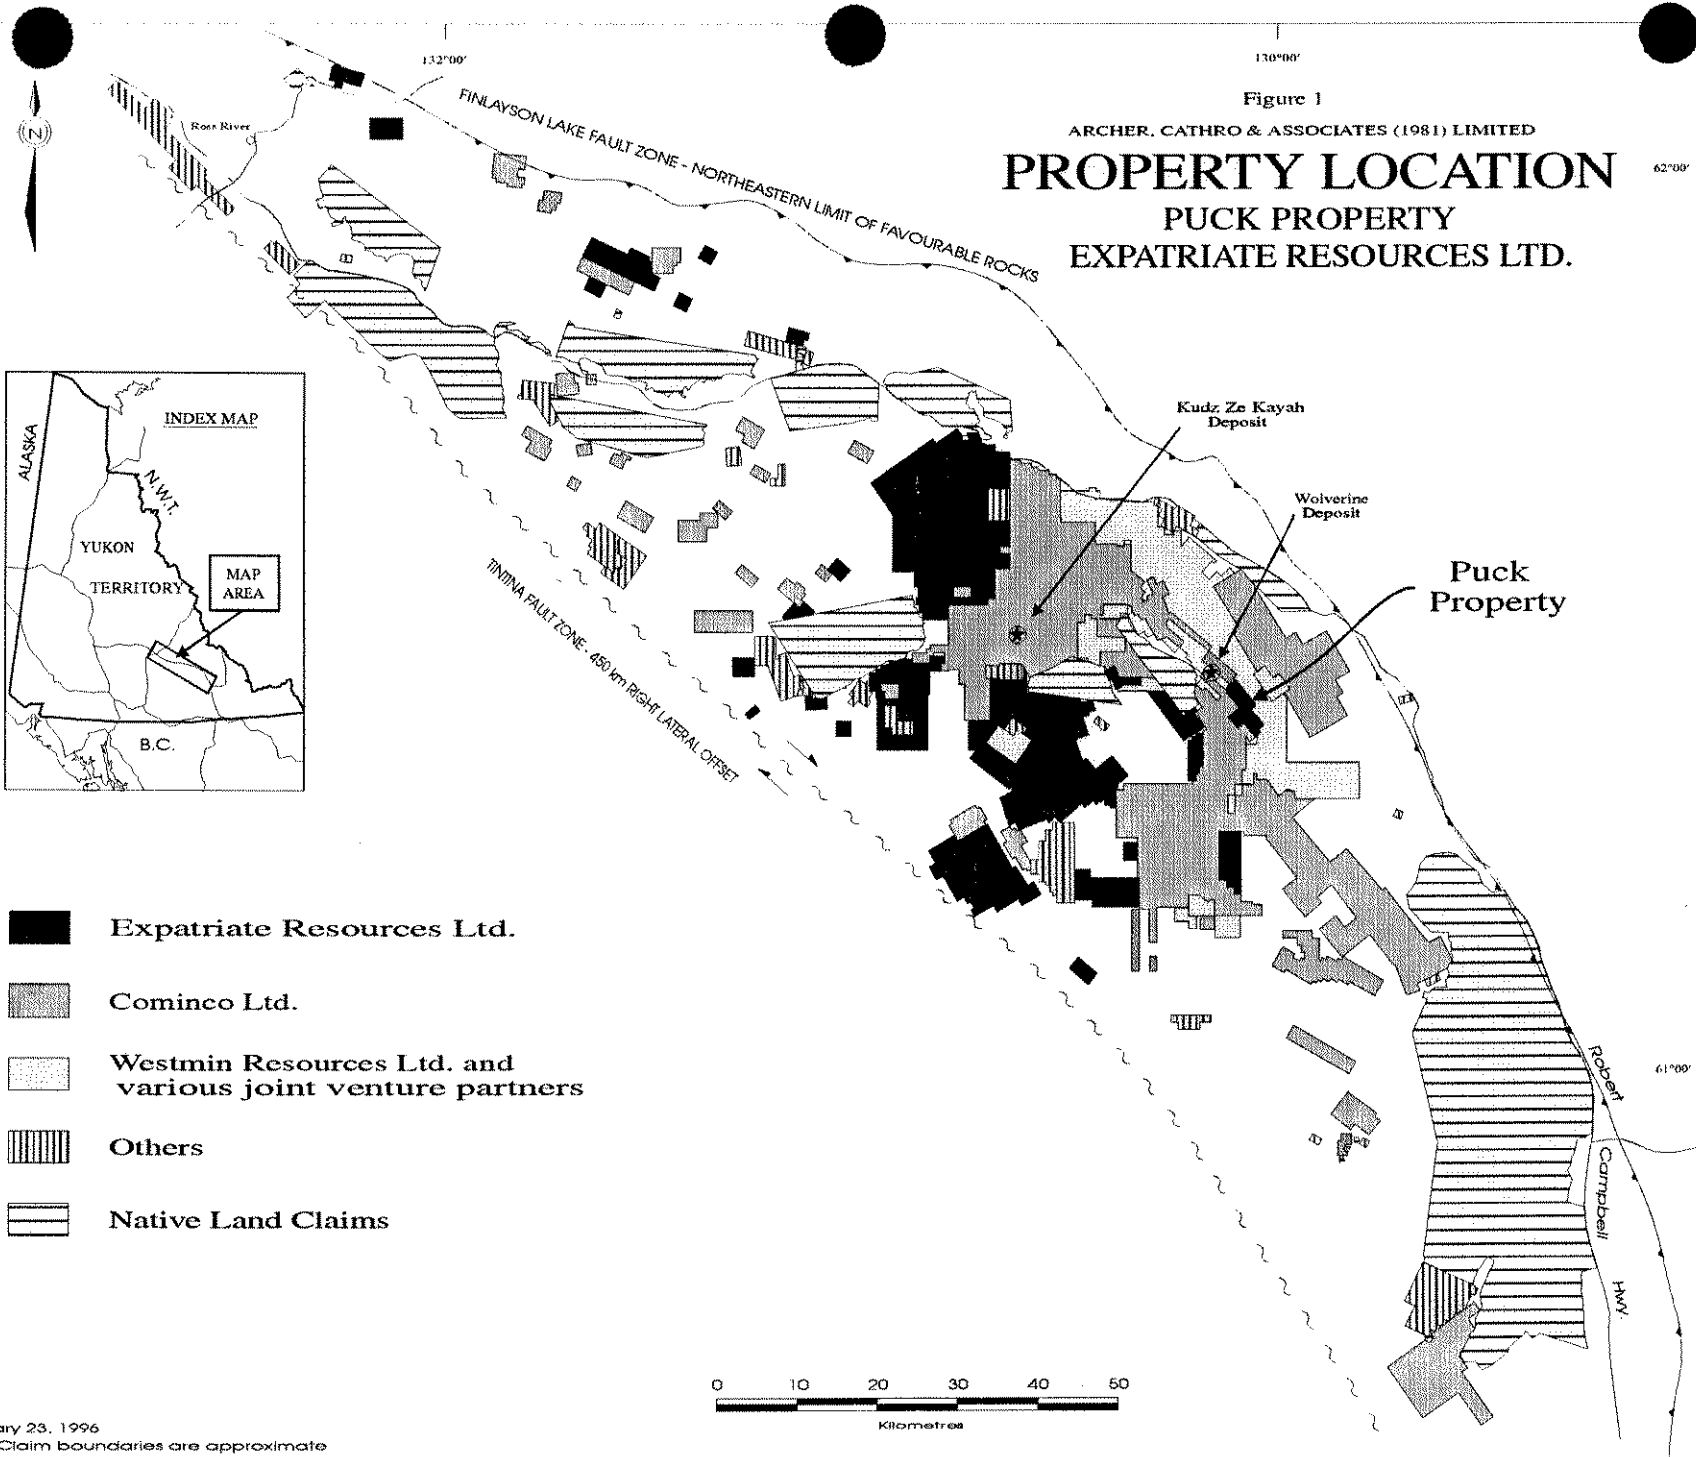 132°00'
130°00'
Figure 1
ARCHER, CATHRO & ASSOCIATES (1981) LIMITED
PROPERTY LOCATION
PUCK PROPERTY
EXPATRIATE RESOURCES LTD.
62°00'
N
Ross River
FINLAYSON LAKE FAULT ZONE - NORTHEASTERN LIMIT OF FAVOURABLE ROCKS
INDEX MAP
ALASKA
N.W.T.
YUKON
TERRITORY
MAP
AREA
B.C.
Kudz Ze Kayah
Deposit
Wolverine
Deposit
Puck
Property
TINTINA FAULT ZONE - 450 km RIGHT LATERAL OFFSET
Expatriate Resources Ltd.
Cominco Ltd.
Westmin Resources Ltd. and
various joint venture partners
Others
Native Land Claims
61°00'
Robert
Campbell
HWY.
0 10 20 30 40 50
Kilometres
ary 23, 1996
Claim boundaries are approximate